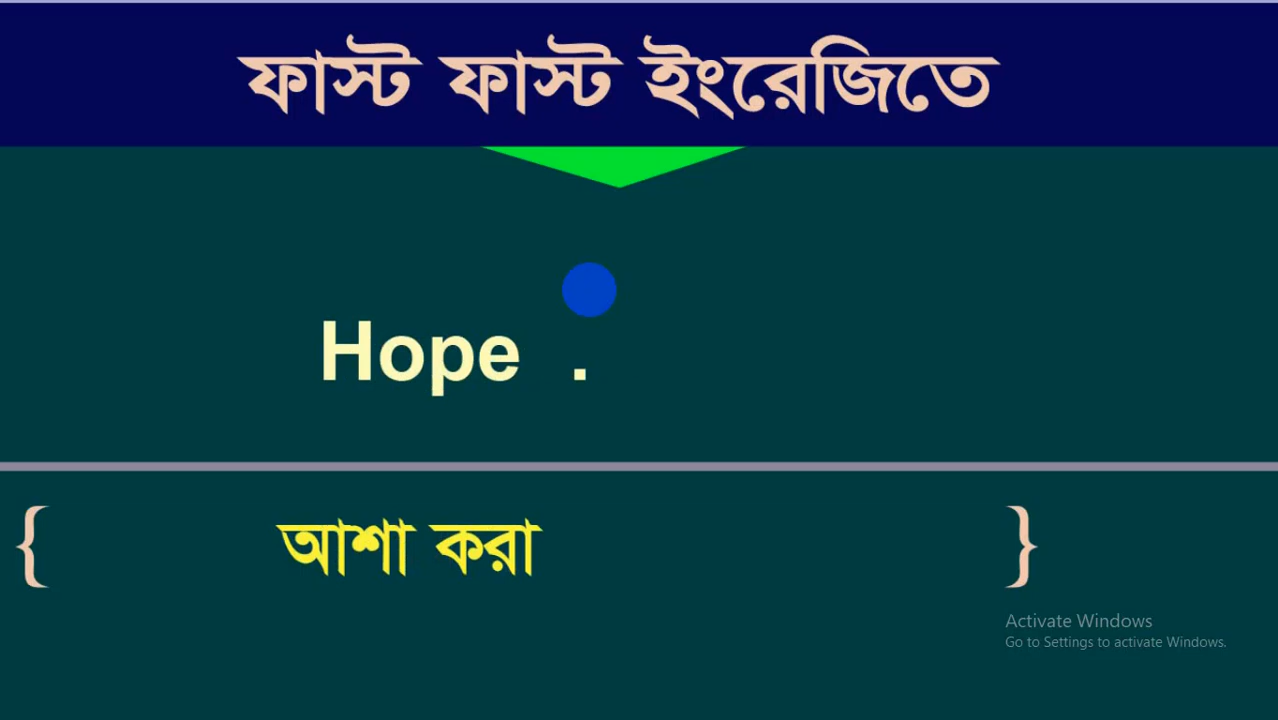 ফাস্ট ফাস্ট ইংরেজিতে
Hope .
{ আশা করা }
Activate Windows
Go to Settings to activate Windows.